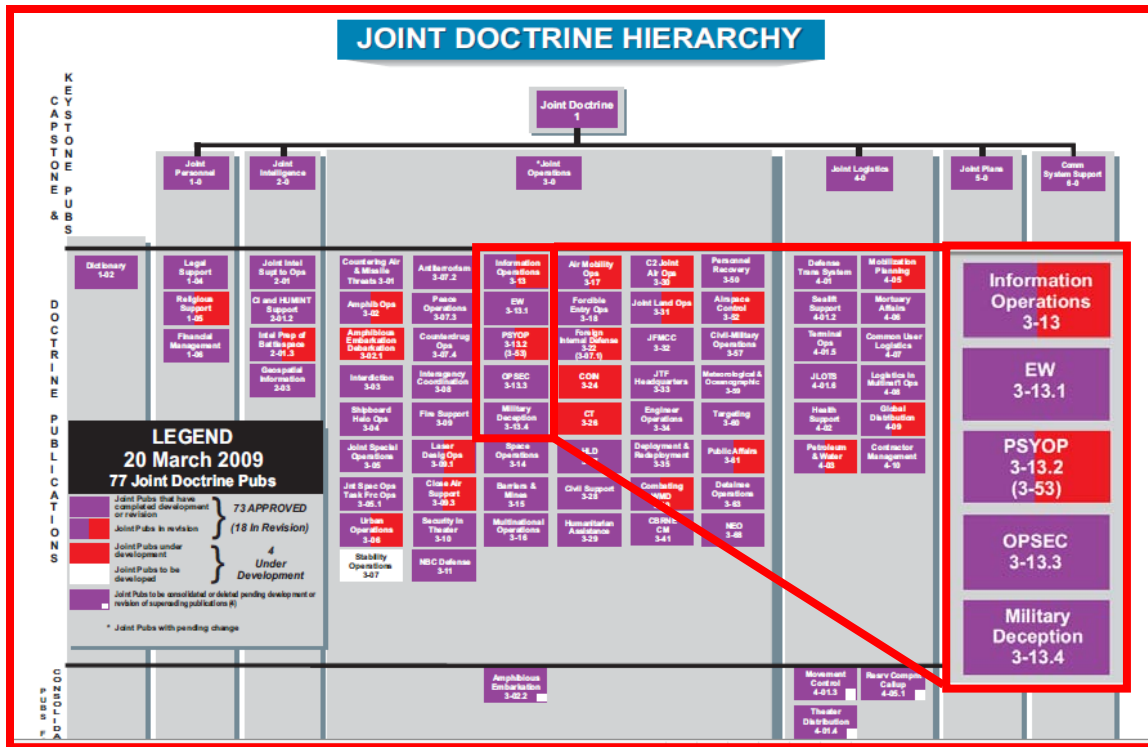 JOINT DOCTRINE HIERARCHY
CAPSTONE &
KEYSTONE PUBS
Joint Doctrine
1
Joint
Personnel
1-0
Joint
Intelligence
2-0
*Joint
Operations
3-0
Joint Logistics
4-0
Joint Plans
5-0
Comm
System Support
6-0
DOCTRINE PUBLICATIONS
Dictionary
1-02
Legal
Support
1-04
Religious
Support
1-05
Financial
Management
1-06
Joint Intel
Supt to Ops
2-01
CI and HUMINT
Support
2-01.2
Intel Prep of
Battlespace
2-01.3
Geospatial
Information
2-03
Countering Air
& Missile
Threats 3-01
Amphib Ops
3-02
Amphibious
Embarkation
Debarkation
3-02.1
Interdiction
3-03
Shipboard
Helo Ops
3-04
Joint Special
Operations
3-05
Jnt Spec Ops
Task Frc Ops
3-05.1
Urban
Operations
3-06
Stability
Operations
3-07
Antiterrorism
3-07.2
Peace
Operations
3-07.3
Counterdrug
Ops
3-07.4
Interagency
Coordination
3-08
Fire Support
3-09
Laser
Desig Ops
3-09.1
Close Air
Support
3-09.3
Security in
Theater
3-10
NBC Defense
3-11
Information
Operations
3-13
EW
3-13.1
PSYOP
3-13.2
(3-53)
OPSEC
3-13.3
Military
Deception
3-13.4
Space
Operations
3-14
Barriers &
Mines
3-15
Multinational
Operations
3-16
Air Mobility
Ops
3-17
Forcible
Entry Ops
3-18
Foreign
Internal Defense
3-22
(3-07.1)
COIN
3-24
CT
3-26
HLD
Civil Support
3-28
Humanitarian
Assistance
3-29
C2 Joint
Air Ops
3-30
Joint Land Ops
3-31
JFMCC
3-32
JTF
Headquarters
3-33
Engineer
Operations
3-34
Deployment &
Redeployment
3-35
Combating
WMD
CBRNE
CM
3-41
Personnel
Recovery
3-50
Airspace
Control
3-52
Civil-Military
Operations
3-57
Meteorological &
Oceanographic
3-59
Targeting
3-60
Public Affairs
3-61
Detainee
Operations
3-63
NEO
3-68
Defense
Trans System
4-01
Sealift
Support
4-01.2
Terminal
Ops
4-01.5
JLOTS
4-01.6
Health
Support
4-02
Petroleum
& Water
4-03
Mobilization
Planning
4-05
Mortuary
Affairs
4-06
Common User
Logistics
4-07
Logistics In
Multinat'l Ops
4-08
Global
Distribution
4-09
Contractor
Management
4-10
Information
Operations
3-13
EW
3-13.1
PSYOP
3-13.2
(3-53)
OPSEC
3-13.3
Military
Deception
3-13.4
LEGEND
20 March 2009
77 Joint Doctrine Pubs
Joint Pubs that have
completed development
or revision
Joint Pubs in revision
73 APPROVED
(18 In Revision)
Joint Pubs under
development
Joint Pubs to be
developed
4
Under
Development
Joint Pubs to be consolidated or deleted pending development or
revision of superseding publications (4)
* Joint Pubs with pending change
PUBS F
CONSOLIDA
Amphibious
Embarkation
3-02.2
Movement
Control
4-01.3
Compnt
Callup
4-05.1
Theater
Distribution
4-01.4